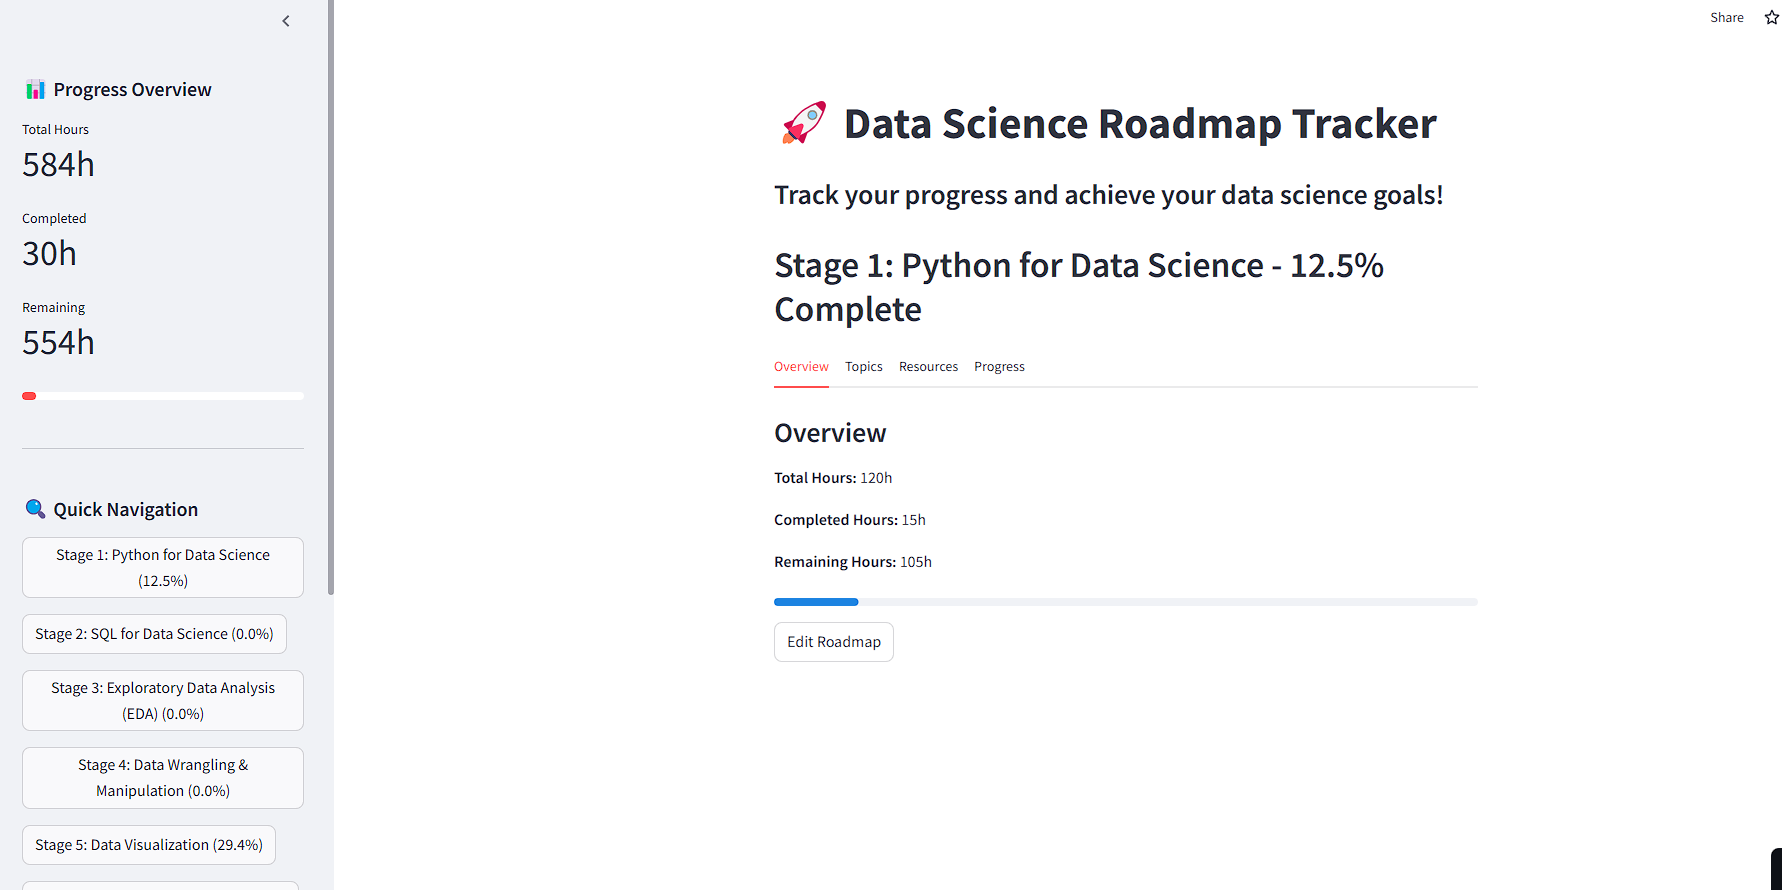 Share
Progress Overview
Total Hours
584h
Completed
30h
Remaining
554h
Quick Navigation
Stage 1: Python for Data Science
(12.5%)
Stage 2: SQL for Data Science (0.0%)
Stage 3: Exploratory Data Analysis
(EDA) (0.0%)
Stage 4: Data Wrangling &
Manipulation (0.0%)
Stage 5: Data Visualization (29.4%)
Data Science Roadmap Tracker
Track your progress and achieve your data science goals!
Stage 1: Python for Data Science - 12.5%
Complete
Overview Topics Resources Progress
Overview
Total Hours: 120h
Completed Hours: 15h
Remaining Hours: 105h
Edit Roadmap